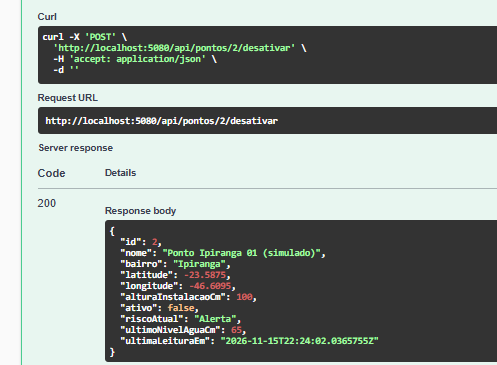 Curl
curl -X 'POST' \
'http://localhost:5080/api/pontos/2/desativar' \
-H 'accept: application/json' \
-d ''
Request URL
http://localhost:5080/api/pontos/2/desativar
Server response
Code Details
200
Response body
{
"id": 2,
"nome": "Ponto Ipiranga 01 (simulado)",
"bairro": "Ipiranga",
"latitude": -23.5875,
"longitude": -46.6095,
"alturaInstalacaoCm": 100,
"ativo": false,
"riscoAtual": "Alerta",
"ultimoNivelAguaCm": 65,
"ultimaLeituraEm": "2026-11-15T22:24:02.0365755Z"
}